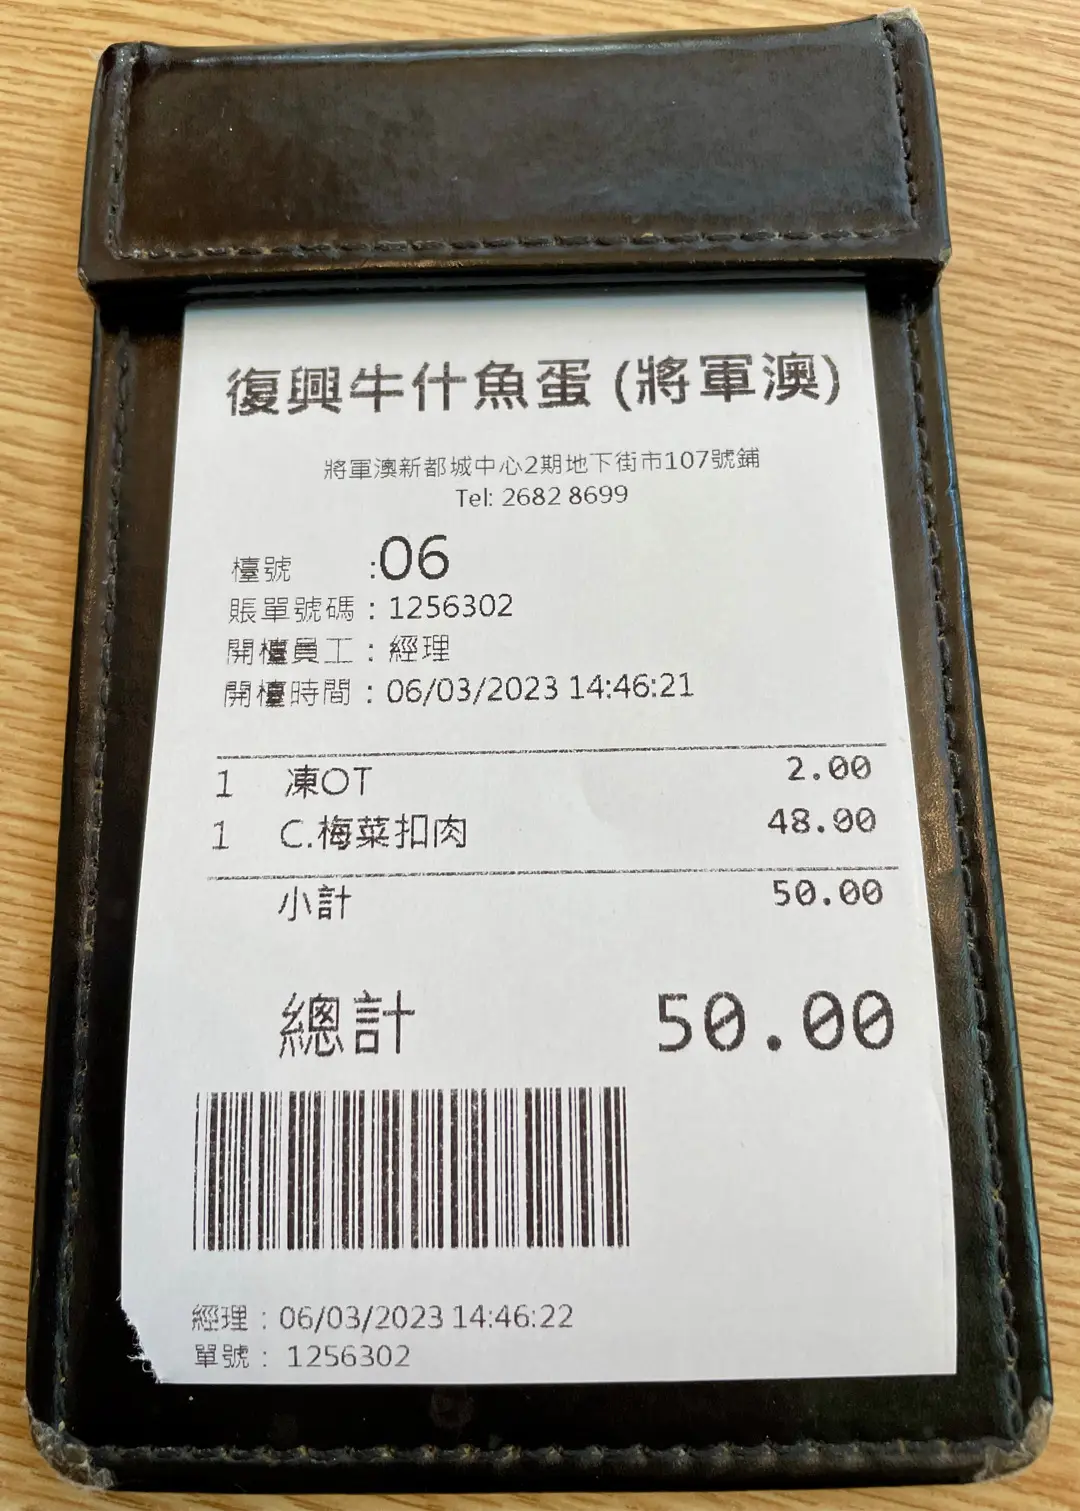 復興牛什魚蛋 (將軍澳)
將軍澳新都城中心2期地下街市107號鋪
Tel: 2682 8699
檯號 :06
賬單號碼 : 1256302
開檯員工 : 經理
開檯時間 : 06/03/2023 14:46:21
1 凍OT 2.00
1 C.梅菜扣肉 48.00
小計 50.00
總計 50.00
經理 : 06/03/2023 14:46:22
單號 : 1256302